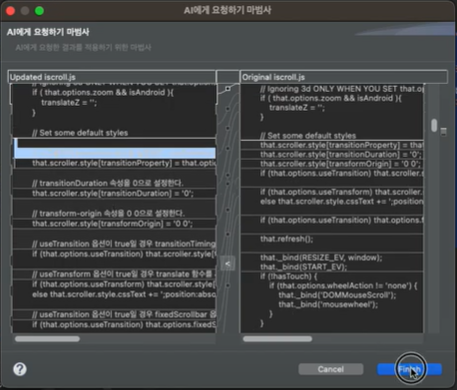 AI에게 요청하기 마법사
AI에게 요청하기 마법사
AI에게 요청한 결과를 적용하기 위한 마법사
Updated iscroll.js
// Ignoring 3d ONLY WHEN YOU SET that.option
if ( that.options.zoom && isAndroid ){
translateZ = '';
}
// Set some default styles
that.scroller.style[transitionProperty] = that.optio
// transitionDuration 속성을 0으로 설정한다.
that.scroller.style[transitionDuration] = '0';
// transform-origin 속성을 0 0으로 설정한다.
that.scroller.style[transformOrigin] = '0 0';
// useTransition 옵션이 true일 경우 transitionTiming
if (that.options.useTransition) that.scroller.style[t
// useTransform 옵션이 true일 경우 translate 함수를
if (that.options.useTransform) that.scroller.style[
else that.scroller.style.cssText += ';position:absc
// useTransition 옵션이 true일 경우 fixedScrollbar 옵
if (that.options.useTransition) that.options.fixedS
<
Original iscroll.js
// Ignoring 3d ONLY WHEN YOU SET that.op
if ( that.options.zoom && isAndroid ){
translateZ = '';
}
// Set some default styles
that.scroller.style[transitionProperty] = that
that.scroller.style[transitionDuration] = '0';
that.scroller.style[transformOrigin] = '0 0';
if (that.options.useTransition) that.scroller.s
if (that.options.useTransform) that.scroller.s
else that.scroller.style.cssText += ';position
if (that.options.useTransition) that.options.f
that.refresh();
that._bind(RESIZE_EV, window);
that._bind(START_EV);
if (!hasTouch) {
if (that.options.wheelAction != 'none') {
that._bind('DOMMouseScroll');
that._bind('mousewheel');
}
}
?
Cancel
Finish